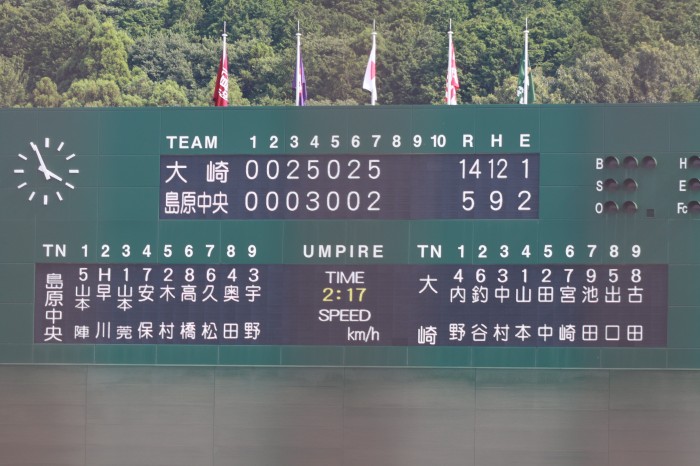 TEAM 1 2 3 4 5 6 7 8 9 10 R H E
大崎 0 0 2 5 0 2 5 14 12 1
島原中央 0 0 0 3 0 0 2 5 9 2
B H
S E
O Fc
TN 1 2 3 4 5 6 7 8 9 UMPIRE TN 1 2 3 4 5 6 7 8 9
島原中央
5 H 1 7 2 8 6 4 3
山本陣
早川
山本莞
安保
木村
高橋
久松
奥田
宇野
TIME
2:17
SPEED
km/h
大崎
4 6 3 1 2 7 9 5 8
内野
釣谷
中村
山本
田中
宮崎
池田
出口
古田